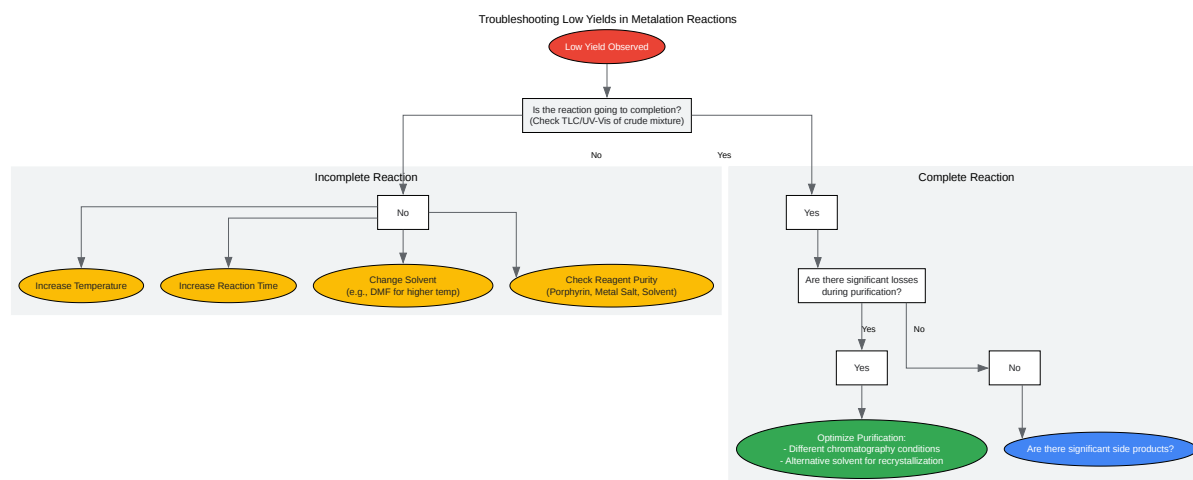 Troubleshooting Low Yields in Metalation Reactions
Low Yield Observed
Is the reaction going to completion?
(Check TLC/UV-Vis of crude mixture)
No
Yes
Incomplete Reaction
No
Increase Temperature
Increase Reaction Time
Change Solvent
(e.g., DMF for higher temp)
Check Reagent Purity
(Porphyrin, Metal Salt, Solvent)
Complete Reaction
Yes
Are there significant losses
during purification?
Yes
No
Yes
No
Optimize Purification:
- Different chromatography conditions
- Alternative solvent for recrystallization
Are there significant side products?